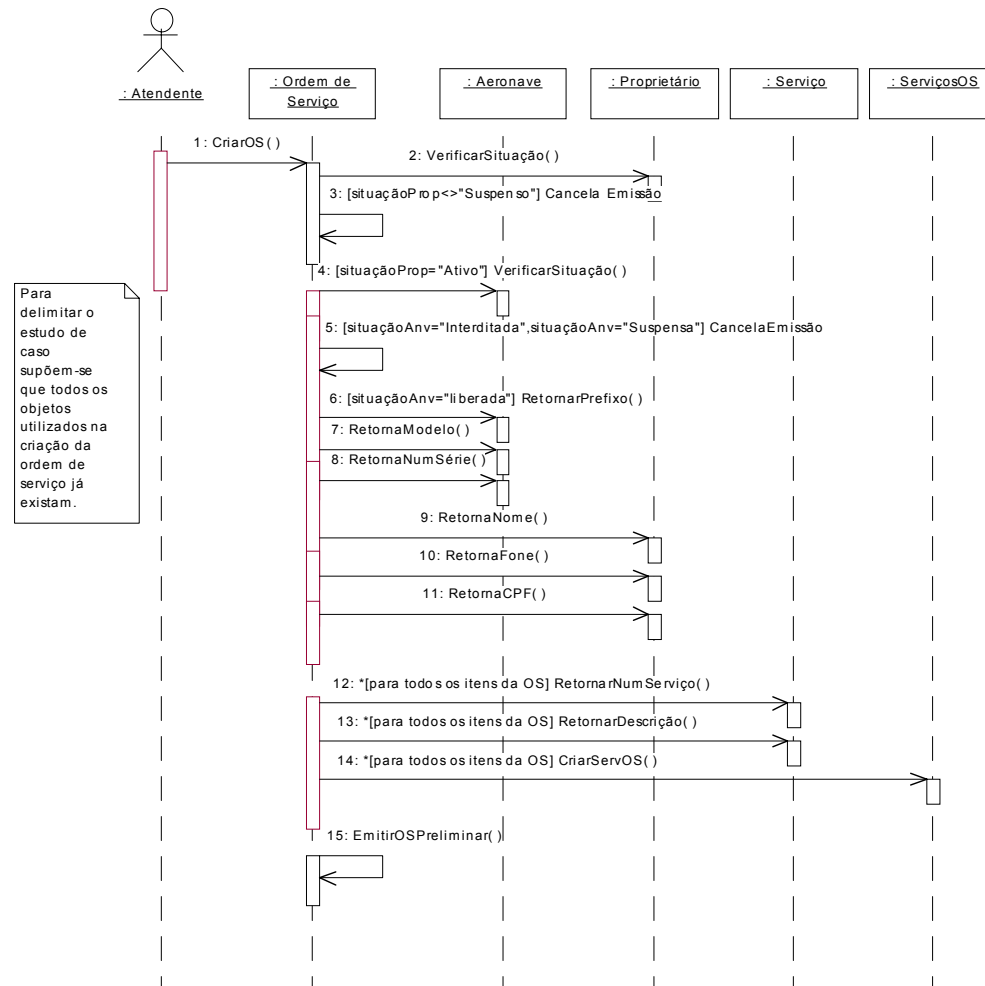 : Atendente
: Ordem de
Serviço
: Aeronave
: Proprietário
: Serviço
: ServiçosOS
1: CriarOS( )
2: VerificarSituação( )
3: [situaçãoProp<>"Suspenso"] Cancela Emissão
4: [situaçãoProp="Ativo"] VerificarSituação( )
Para
delimitar o
estudo de
caso
supõem-se
que todos os
objetos
utilizados na
criação da
ordem de
serviço já
existam.
5: [situaçãoAnv="Interditada",situaçãoAnv="Suspensa"] CancelaEmissão
6: [situaçãoAnv="liberada"] RetornarPrefixo( )
7: RetornaModelo( )
8: RetornaNumSérie( )
9: RetornaNome( )
10: RetornaFone( )
11: RetornaCPF( )
12: *[para todos os itens da OS] RetornarNumServiço( )
13: *[para todos os itens da OS] RetornarDescrição( )
14: *[para todos os itens da OS] CriarServOS( )
15: EmitirOSPreliminar( )